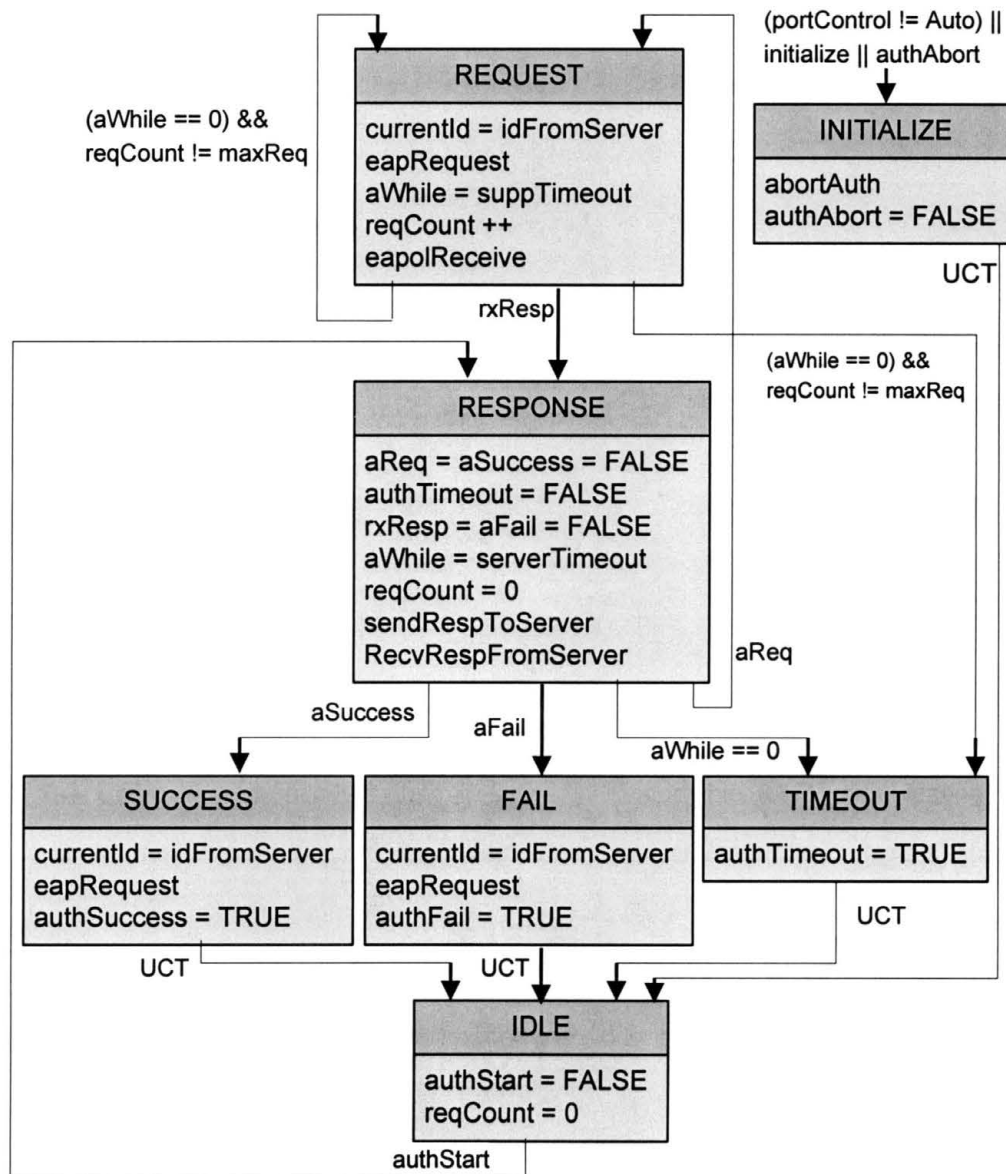 (portControl != Auto) ||
initialize || authAbort
REQUEST
currentId = idFromServer
eapRequest
aWhile = suppTimeout
reqCount ++
eapolReceive
(aWhile == 0) &&
reqCount != maxReq
INITIALIZE
abortAuth
authAbort = FALSE
UCT
rxResp
(aWhile == 0) &&
reqCount != maxReq
RESPONSE
aReq = aSuccess = FALSE
authTimeout = FALSE
rxResp = aFail = FALSE
aWhile = serverTimeout
reqCount = 0
sendRespToServer
RecvRespFromServer
aReq
aSuccess
aFail
aWhile == 0
SUCCESS
currentId = idFromServer
eapRequest
authSuccess = TRUE
FAIL
currentId = idFromServer
eapRequest
authFail = TRUE
TIMEOUT
authTimeout = TRUE
UCT
UCT
UCT
IDLE
authStart = FALSE
reqCount = 0
authStart